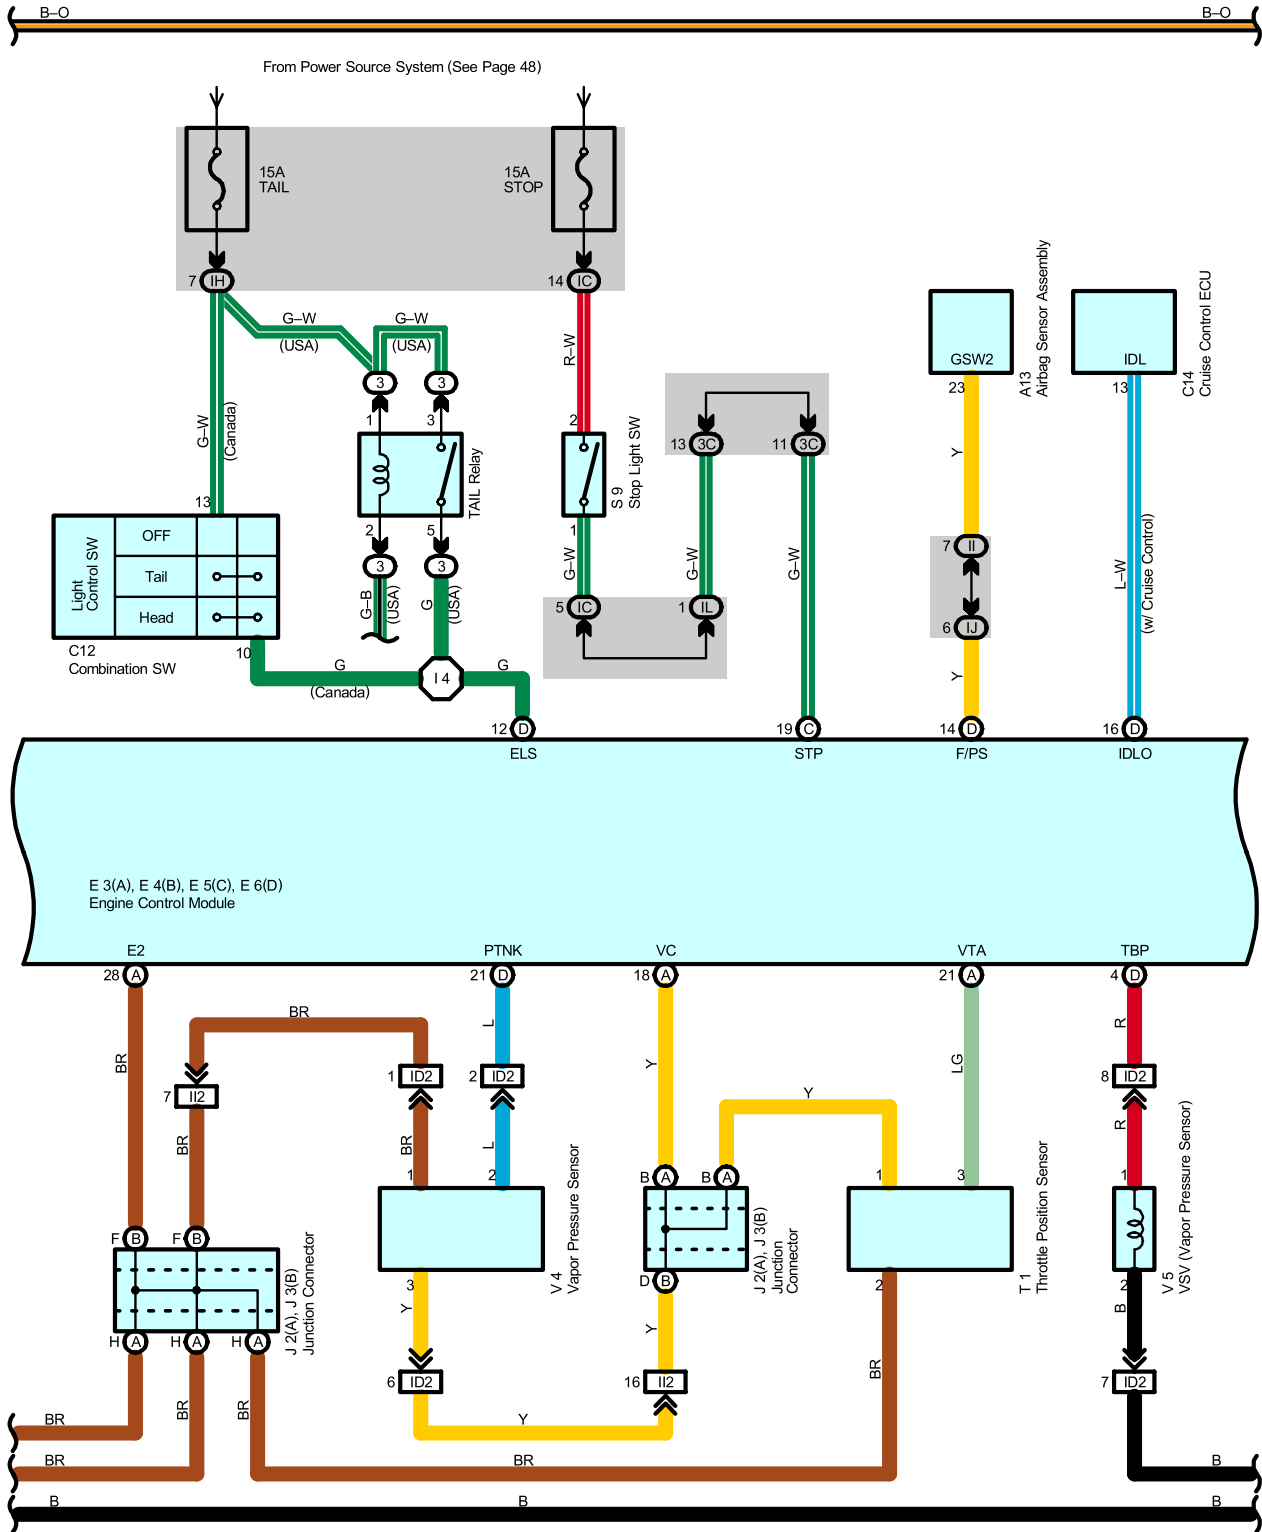 B–O
B–O
From Power Source System (See Page 48)
15A
TAIL
15A
STOP
7
IH
14
IC
G–W
(USA)
G–W
(USA)
R–W
G–W
(Canada)
3
3
1
3
TAIL Relay
2
5
3
3
G–B
(USA)
G
(USA)
2
S 9
Stop Light SW
1
G–W
13
3C
11
3C
G–W
G–W
5
IC
1
IL
GSW2
23
A13
Airbag Sensor Assembly
IDL
13
C14
Cruise Control ECU
Y
7
II
6
IJ
Y
L–W
(w/ Cruise Control)
13
Light
Control SW
OFF
Tail
Head
10
C12
Combination SW
G
(Canada)
I 4
G
12
D
19
C
14
D
16
D
ELS
STP
F/PS
IDLO
E 3(A), E 4(B), E 5(C), E 6(D)
Engine Control Module
E2
PTNK
VC
VTA
TBP
28
A
21
D
18
A
21
A
4
D
BR
BR
L
Y
LG
R
7
II2
1
ID2
2
ID2
8
ID2
BR
BR
L
Y
R
1
2
Vapor Pressure Sensor
V 4
3
B
A
B
A
D
B
J 2(A), J 3(B)
Junction
Connector
1
3
T 1
Throttle Position Sensor
2
1
V 5
VSV (Vapor Pressure Sensor)
2
F
B
F
B
J 2(A), J 3(B)
Junction Connector
H
A
H
A
H
A
Y
Y
B
6
ID2
16
II2
7
ID2
BR
BR
BR
BR
Y
BR
BR
B
B
B
B